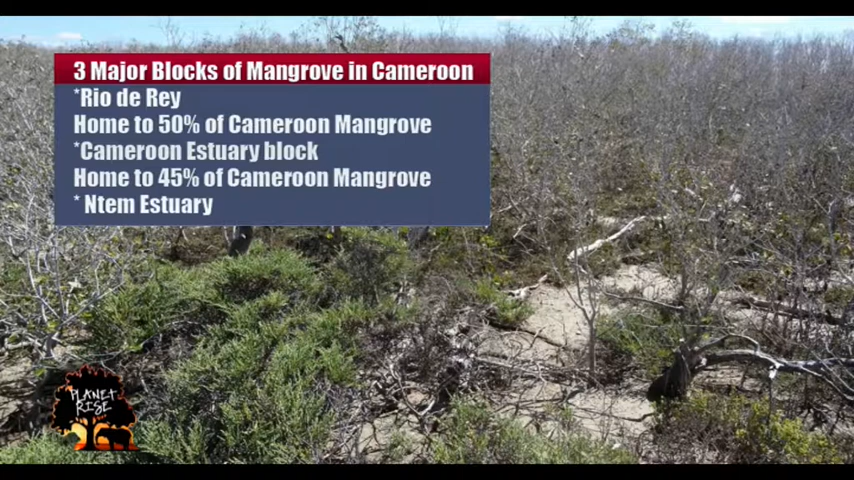 3 Major Blocks of Mangrove in Cameroon
*Rio de Rey
Home to 50% of Cameroon Mangrove
*Cameroon Estuary block
Home to 45% of Cameroon Mangrove
* Ntem Estuary
PLANET
RISE